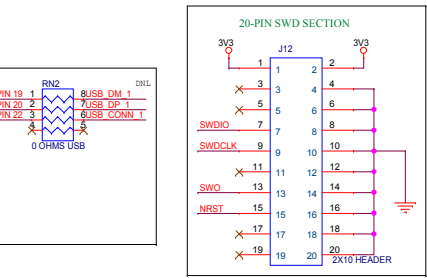 20-PIN SWD SECTION
3V3 3V3
J12
1 1 2 2
3 3 4 4
5 5 6 6
SWDIO 7 7 8 8
SWDCLK 9 9 10 10
11 11 12 12
SWO 13 13 14 14
NRST 15 15 16 16
17 17 18 18
19 19 20 20
2X10 HEADER
RN2 DNL
PIN 19 1 8 USB_DM_1
PIN 20 2 7 USB_DP_1
PIN 22 3 6 USB_CONN_1
4 5
0 OHMS USB